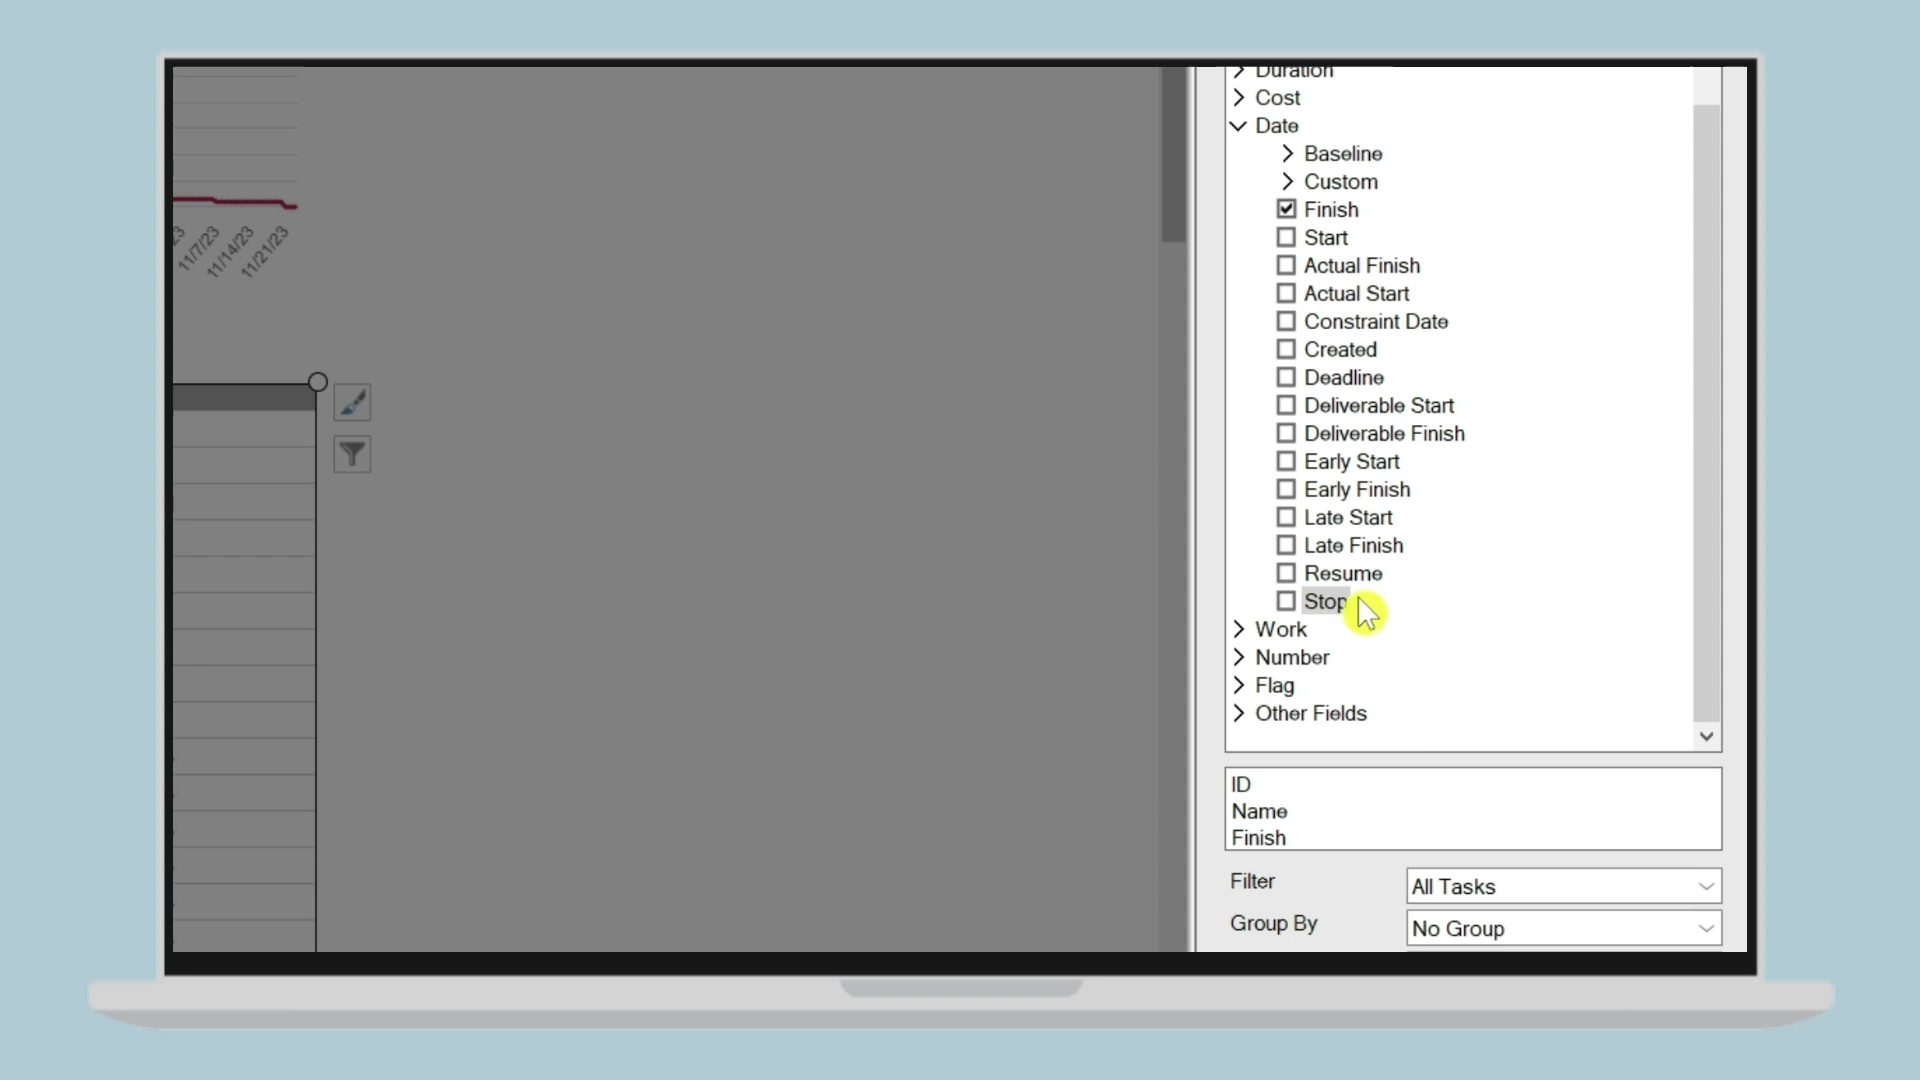 11/7/23
11/14/23
11/21/23
Duration
Cost
Date
Baseline
Custom
Finish
Start
Actual Finish
Actual Start
Constraint Date
Created
Deadline
Deliverable Start
Deliverable Finish
Early Start
Early Finish
Late Start
Late Finish
Resume
Stop
Work
Number
Flag
Other Fields
ID
Name
Finish
Filter
All Tasks
Group By
No Group